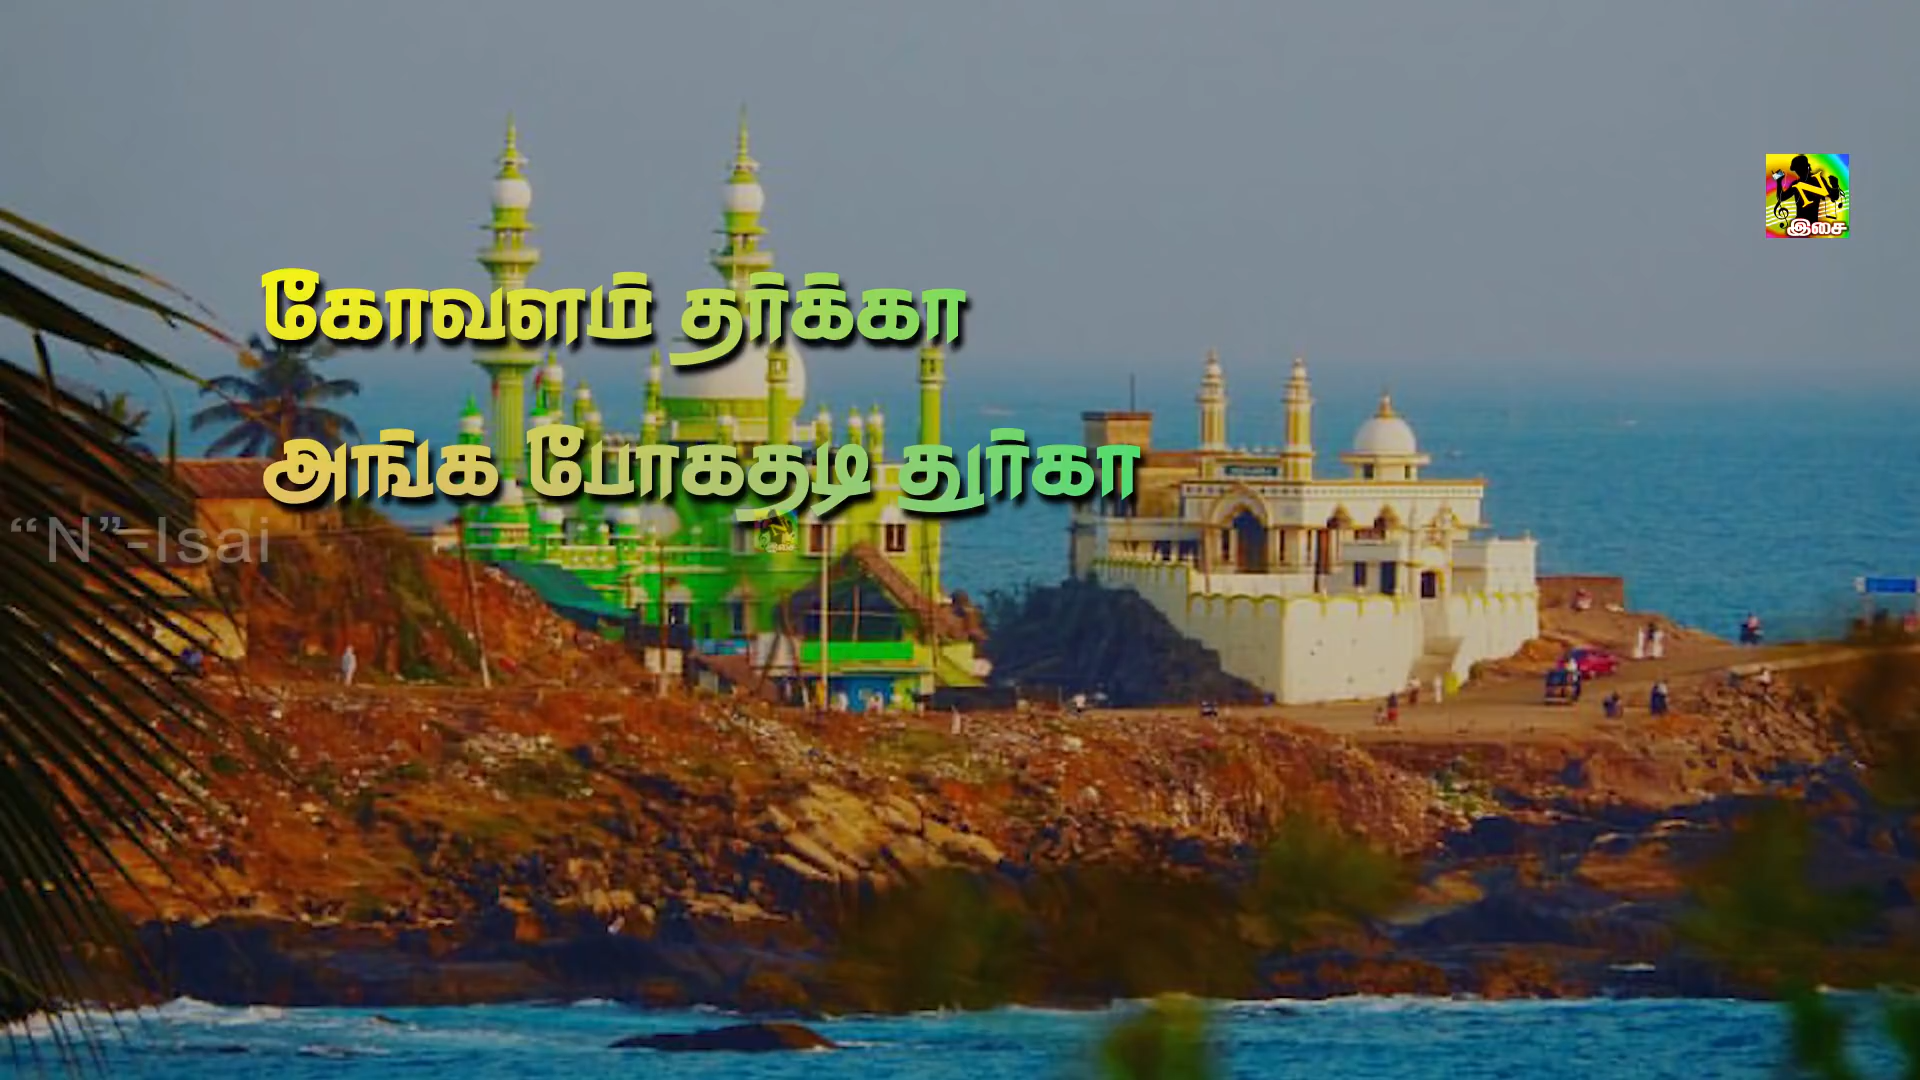 கோவளம் தர்க்கா
அங்க போகதடி துர்கா
"N"-Isai
N
இசை